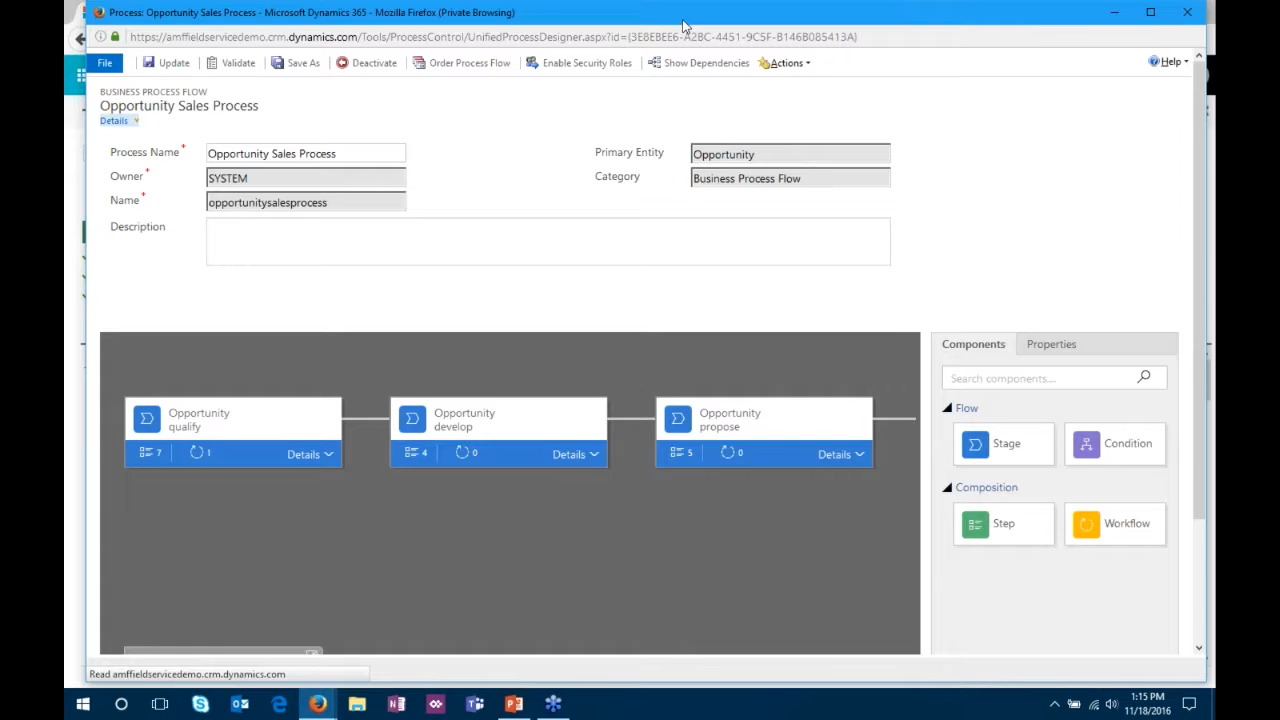 Process: Opportunity Sales Process - Microsoft Dynamics 365 - Mozilla Firefox (Private Browsing)
https://amffieldservicedemo.crm.dynamics.com/Tools/ProcessControl/UnifiedProcessDesigner.aspx?id={3E8EBEE6-A2BC-4451-9C5F-B146B085413A}
File Update Validate Save As Deactivate Order Process Flow Enable Security Roles Show Dependencies Actions Help
BUSINESS PROCESS FLOW
Opportunity Sales Process
Details
Process Name* Opportunity Sales Process Primary Entity Opportunity
Owner* SYSTEM Category Business Process Flow
Name* opportunitysalesprocess
Description
Components Properties
Search components....
Flow
Stage Condition
Composition
Step Workflow
Opportunity
qualify
7 1 Details
Opportunity
develop
4 0 Details
Opportunity
propose
5 0 Details
Read amffieldservicedemo.crm.dynamics.com
1:15 PM
11/18/2016